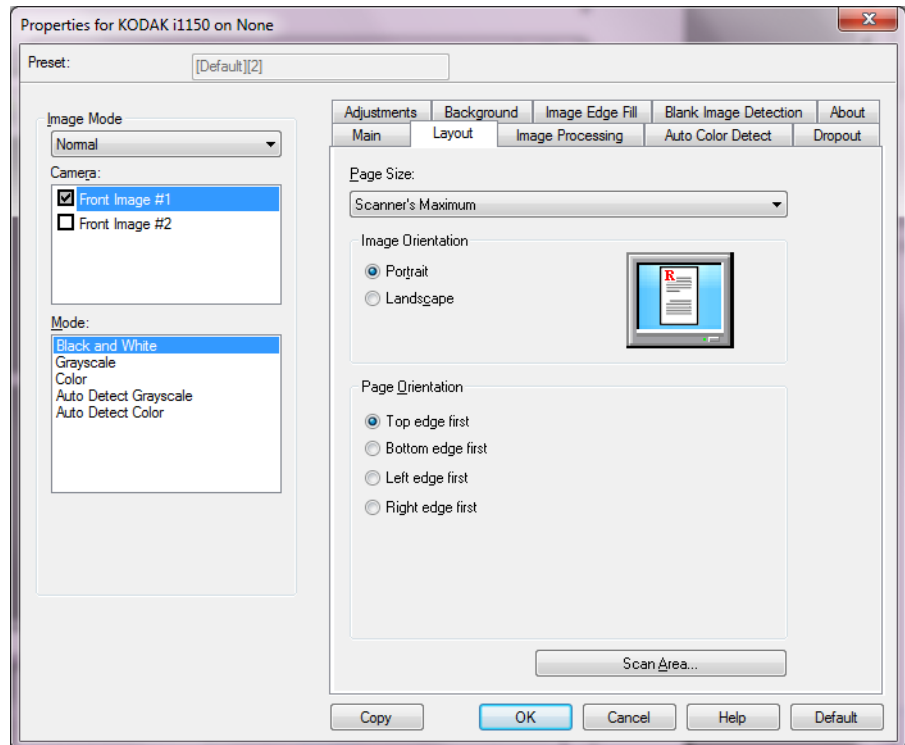 Properties for KODAK i1150 on None
Preset:
[Default][2]
Image Mode
Normal
Camera:
Front Image #1
Front Image #2
Mode:
Black and White
Grayscale
Color
Auto Detect Grayscale
Auto Detect Color
Adjustments Background Image Edge Fill Blank Image Detection About
Main Layout Image Processing Auto Color Detect Dropout
Page Size:
Scanner's Maximum
Image Orientation
Portrait
Landscape
R
Page Orientation
Top edge first
Bottom edge first
Left edge first
Right edge first
Scan Area...
Copy OK Cancel Help Default